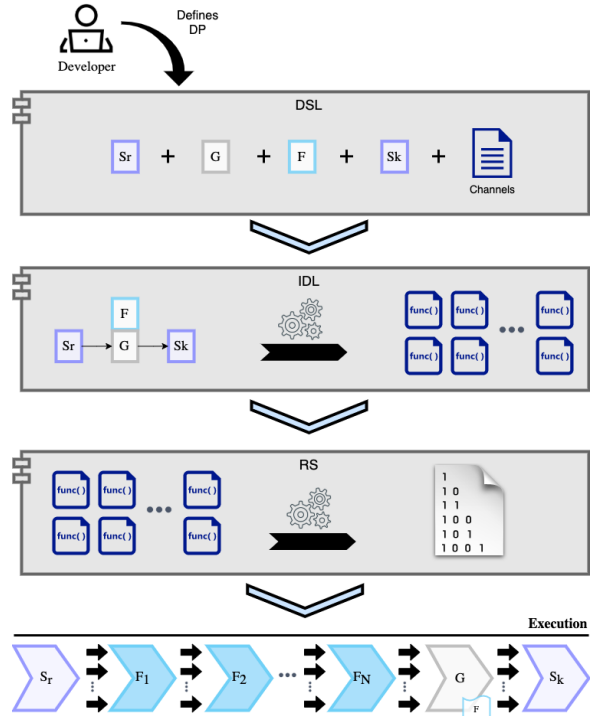 Defines
DP
Developer
DSL
Sr + G + F + Sk +
Channels
IDL
F
Sr G Sk
func( ) func( ) ••• func( )
func( ) func( ) func( )
RS
func( ) func( ) ••• func( )
func( ) func( ) func( )
1
1 0
1 1
1 0 0
1 0 1
1 0 0 1
Execution
Sr F1 F2 ••• FN G Sk
F